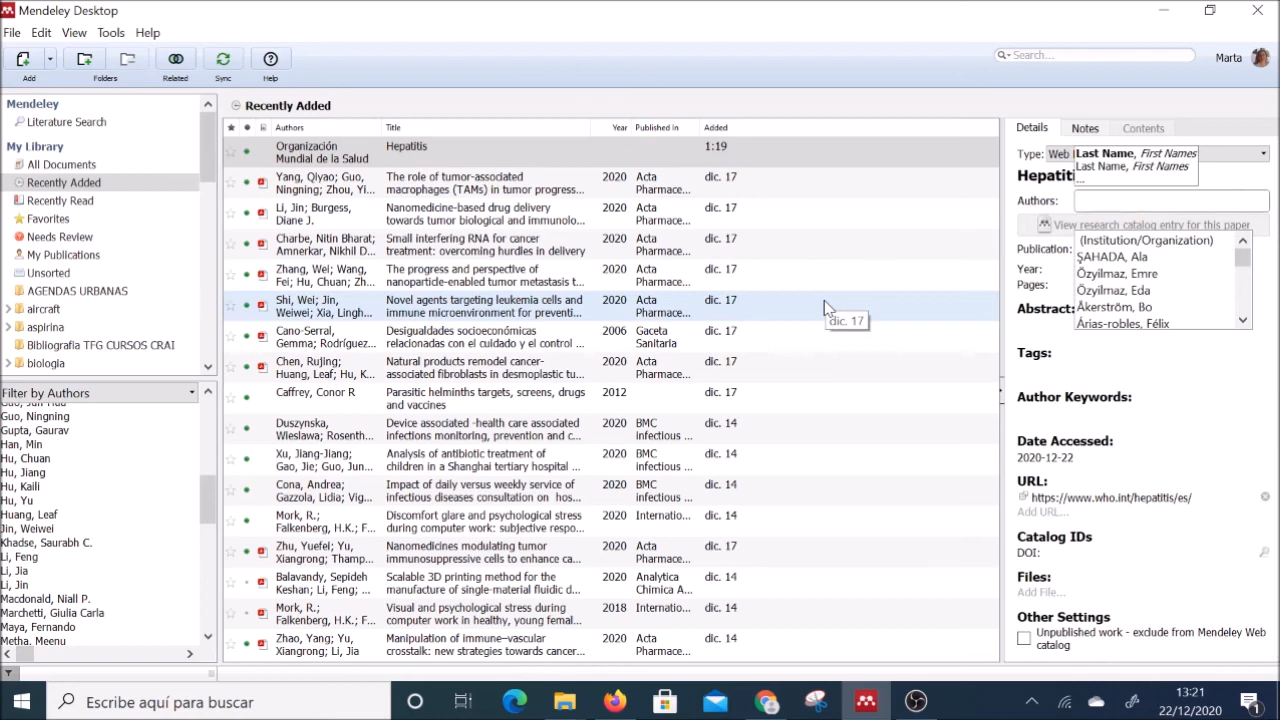 Mendeley Desktop
File Edit View Tools Help
Search...
Marta
Add Folders Related Sync Help
Mendeley
Literature Search
My Library
All Documents
Recently Added
Recently Read
Favorites
Needs Review
My Publications
Unsorted
AGENDAS URBANAS
aircraft
aspirina
Bibliografia TFG CURSOS CRAI
biologia
Filter by Authors
Guo, Ningning
Gupta, Gaurav
Han, Min
Hu, Chuan
Hu, Jiang
Hu, Kaili
Hu, Yu
Huang, Leaf
Jin, Weiwei
Khadse, Saurabh C.
Li, Feng
Li, Jia
Li, Jin
Macdonald, Niall P.
Marchetti, Giulia Carla
Maya, Fernando
Metha, Meenu
Recently Added
Authors Title Year Published In Added
Organización Hepatitis 1:19
Mundial de la Salud
Yang, Qiyao; Guo, The role of tumor-associated 2020 Acta dic. 17
Ningning; Zhou, Yi... macrophages (TAMs) in tumor progress... Pharmace...
Li, Jin; Burgess, Nanomedicine-based drug delivery 2020 Acta dic. 17
Diane J. towards tumor biological and immunolo... Pharmace...
Charbe, Nitin Bharat; Small interfering RNA for cancer 2020 Acta dic. 17
Amnerkar, Nikhil D... treatment: overcoming hurdles in delivery Pharmace...
Zhang, Wei; Wang, The progress and perspective of 2020 Acta dic. 17
Fei; Hu, Chuan; Zh... nanoparticle-enabled tumor metastasis t... Pharmace...
Shi, Wei; Jin, Novel agents targeting leukemia cells and 2020 Acta dic. 17
Weiwei; Xia, Lingh... immune microenvironment for preventi... Pharmace...
dic. 17
Cano-Serral, Desigualdades socioeconómicas 2006 Gaceta dic. 17
Gemma; Rodríguez... relacionadas con el cuidado y el control ... Sanitaria
Chen, RuJing; Natural products remodel cancer- 2020 Acta dic. 17
Huang, Leaf; Hu, K... associated fibroblasts in desmoplastic tu... Pharmace...
Caffrey, Conor R Parasitic helminths targets, screens, drugs 2012 dic. 17
and vaccines
Duszynska, Device associated -health care associated 2020 BMC dic. 14
Wieslawa; Rosenth... infections monitoring, prevention and c... infectious ...
Xu, Jiang-Jiang; Analysis of antibiotic treatment of 2020 BMC dic. 14
Gao, Jie; Guo, Jun... children in a Shanghai tertiary hospital ... infectious ...
Cona, Andrea; Impact of daily versus weekly service of 2020 BMC dic. 14
Gazzola, Lidia; Vig... infectious diseases consultation on hos... infectious ...
Mork, R.; Discomfort glare and psychological stress 2020 Internatio... dic. 14
Falkenberg, H.K.; F... during computer work: subjective respo...
Zhu, Yuefei; Yu, Nanomedicines modulating tumor 2020 Acta dic. 17
Xiangrong; Thamp... immunosuppressive cells to enhance ca... Pharmace...
Balavandy, Sepideh Scalable 3D printing method for the 2020 Analytica dic. 14
Keshan; Li, Feng; ... manufacture of single-material fluidic d... Chimica A...
Mork, R.; Visual and psychological stress during 2018 Internatio... dic. 14
Falkenberg, H.K.; F... computer work in healthy, young femal...
Zhao, Yang; Yu, Manipulation of immune–vascular 2020 Acta dic. 14
Xiangrong; Li, Jia crosstalk: new strategies towards cancer... Pharmace...
Details Notes Contents
Type: Web
Last Name, First Names
Last Name, First Names
...
Hepatiti
Authors:
View research catalog entry for this paper
Publication:
Year:
Pages:
(Institution/Organization)
ŞAHADA, Ala
Özyilmaz, Emre
Özyilmaz, Eda
Åkerström, Bo
Árias-robles, Félix
Abstract:
Tags:
Author Keywords:
Date Accessed:
2020-12-22
URL:
https://www.who.int/hepatitis/es/
Add URL...
Catalog IDs
DOI:
Files:
Add File...
Other Settings
Unpublished work - exclude from Mendeley Web
catalog
Escribe aquí para buscar
13:21
22/12/2020
1